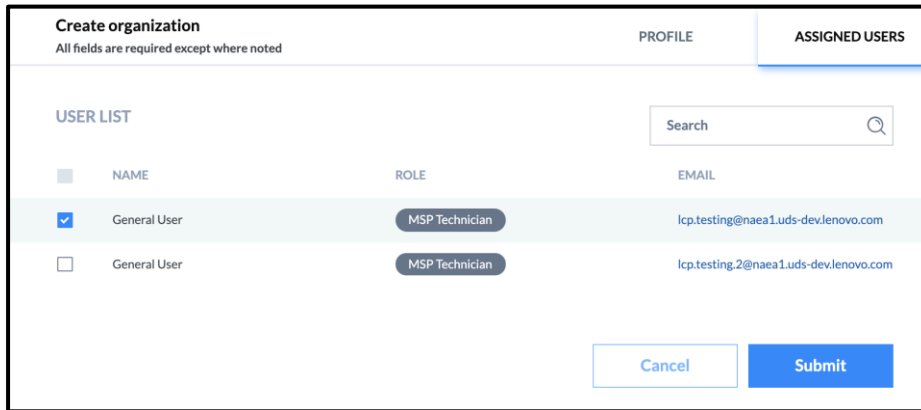 Create organization
All fields are required except where noted
PROFILE
ASSIGNED USERS
USER LIST
Search
NAME ROLE EMAIL
General User MSP Technician lcp.testing@naea1.uds-dev.lenovo.com
General User MSP Technician lcp.testing.2@naea1.uds-dev.lenovo.com
Cancel Submit